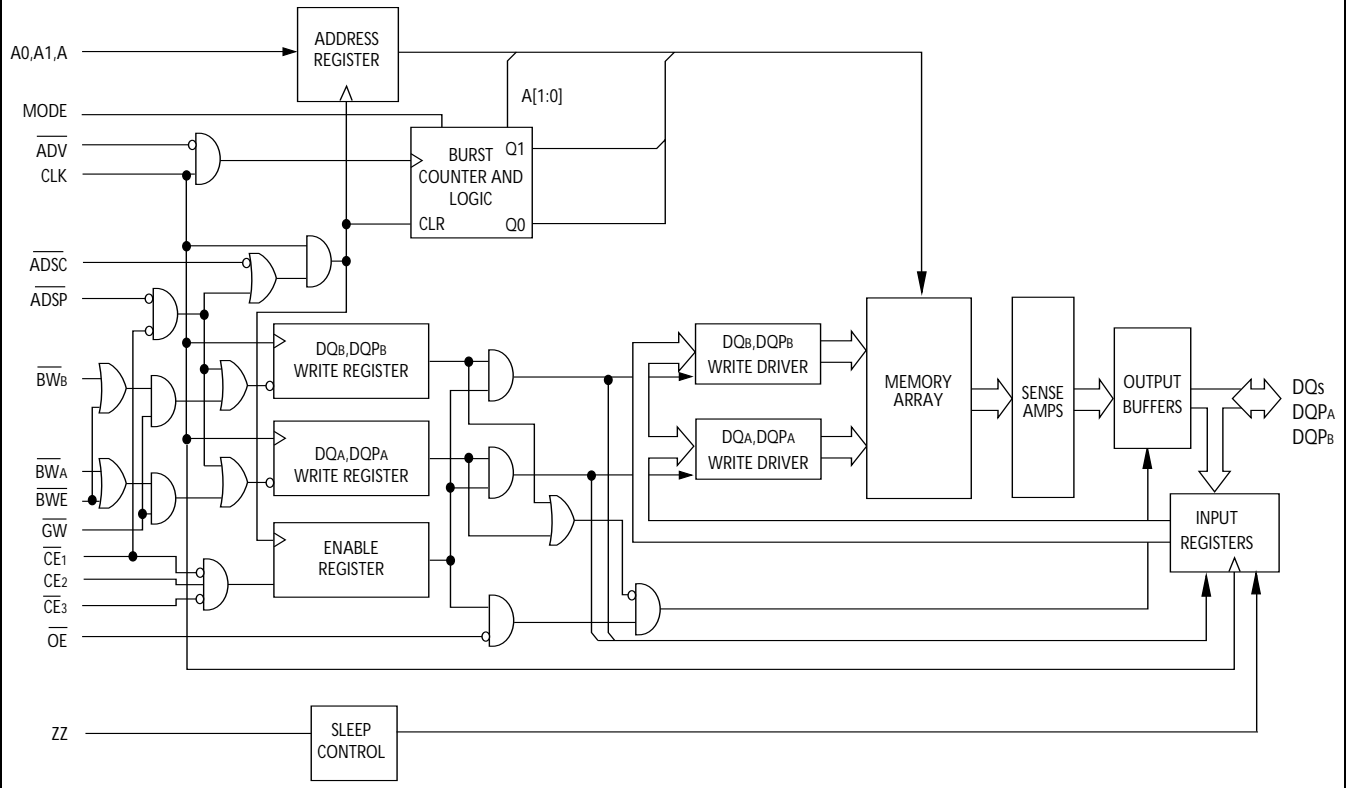 A0,A1,A
ADDRESS
REGISTER
MODE
A[1:0]
ADV
CLK
BURST
COUNTER AND
LOGIC
Q1
CLR
Q0
ADSC
ADSP
DQB,DQPB
WRITE REGISTER
DQB,DQPB
WRITE DRIVER
MEMORY
ARRAY
SENSE
AMPS
OUTPUT
BUFFERS
DQs
DQPA
DQPB
BWB
DQA,DQPA
WRITE REGISTER
DQA,DQPA
WRITE DRIVER
BWA
BWE
GW
CE1
CE2
CE3
ENABLE
REGISTER
INPUT
REGISTERS
OE
ZZ
SLEEP
CONTROL